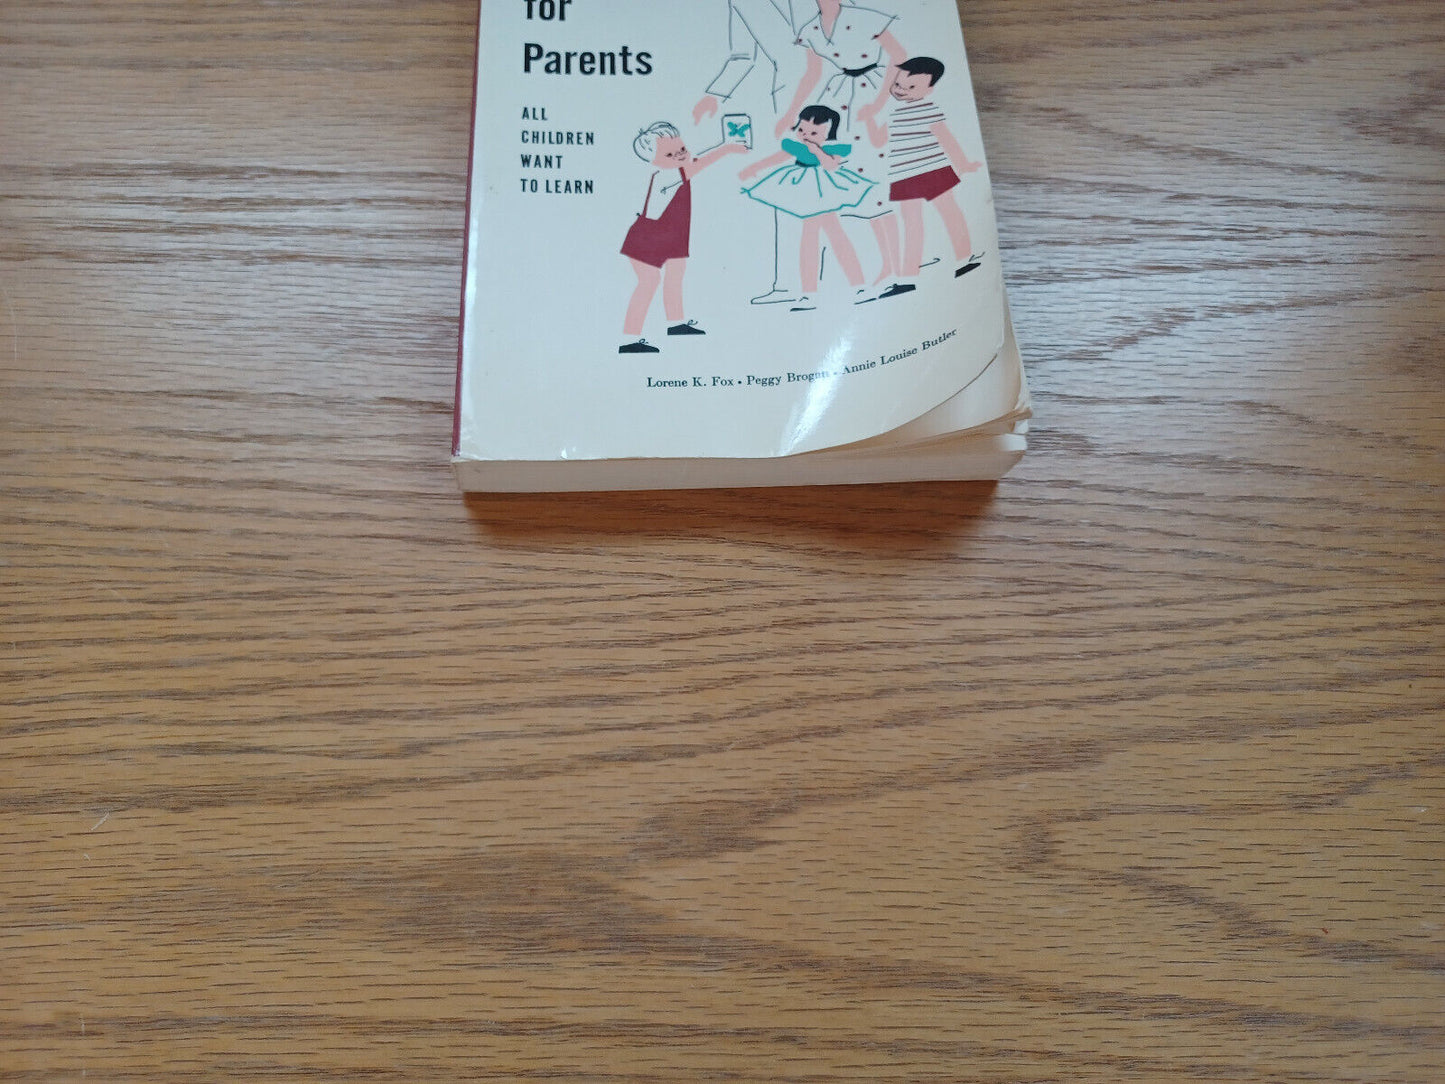 for
Parents
ALL
CHILDREN
WANT
TO LEARN
Lorene K. Fox • Peggy Brogan • Annie Louise Butler